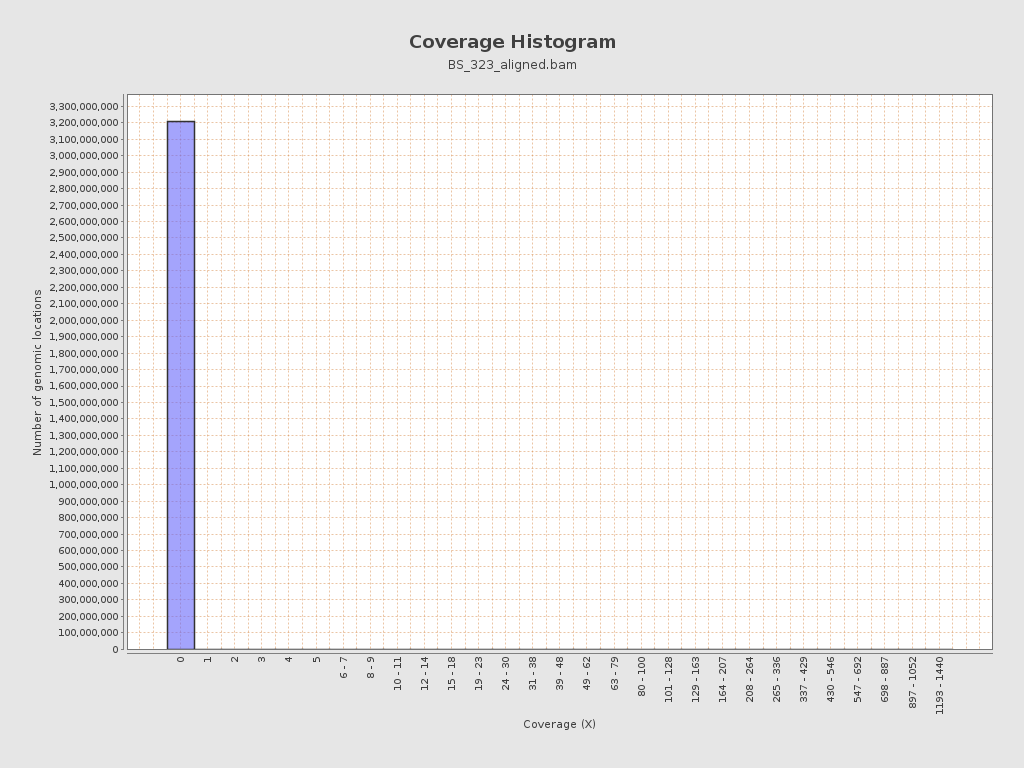 Coverage Histogram
BS_323_aligned.bam
Number of genomic locations
3,300,000,000
3,200,000,000
3,100,000,000
3,000,000,000
2,900,000,000
2,800,000,000
2,700,000,000
2,600,000,000
2,500,000,000
2,400,000,000
2,300,000,000
2,200,000,000
2,100,000,000
2,000,000,000
1,900,000,000
1,800,000,000
1,700,000,000
1,600,000,000
1,500,000,000
1,400,000,000
1,300,000,000
1,200,000,000
1,100,000,000
1,000,000,000
900,000,000
800,000,000
700,000,000
600,000,000
500,000,000
400,000,000
300,000,000
200,000,000
100,000,000
0
0
1
2
3
4
5
6 - 7
8 - 9
10 - 11
12 - 14
15 - 18
19 - 23
24 - 30
31 - 38
39 - 48
49 - 62
63 - 79
80 - 100
101 - 128
129 - 163
164 - 207
208 - 264
265 - 336
337 - 429
430 - 546
547 - 692
698 - 887
897 - 1052
1193 - 1440
Coverage (X)